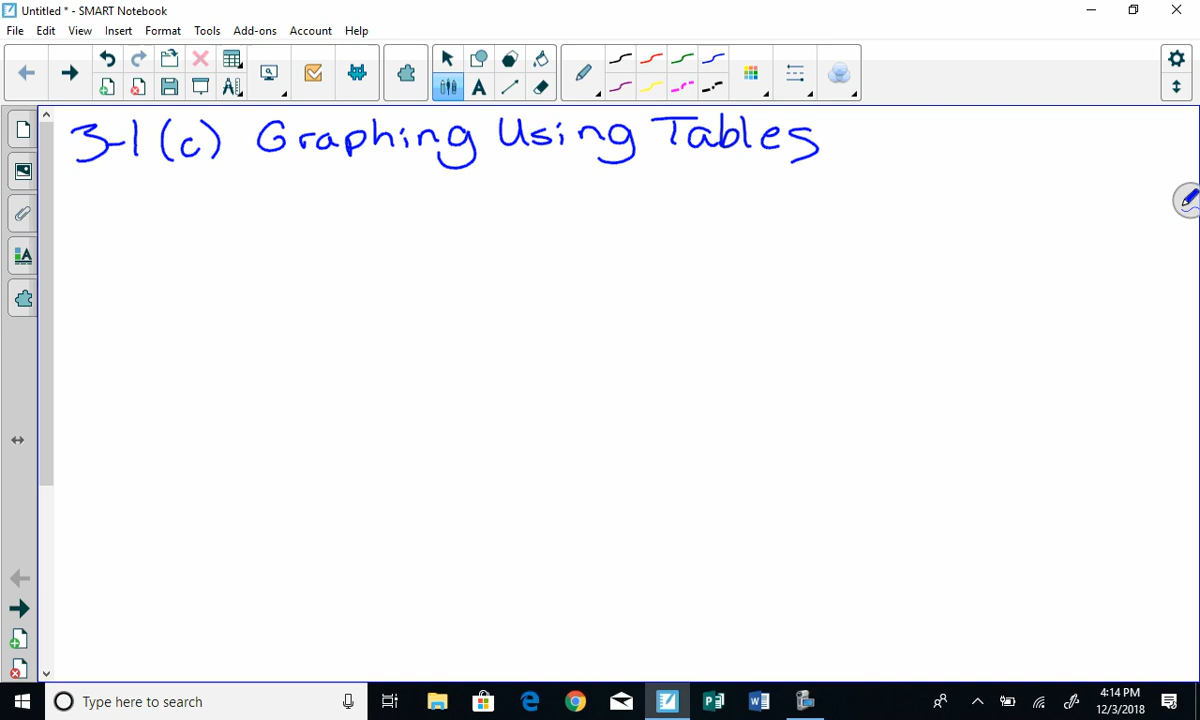 Untitled * - SMART Notebook
File Edit View Insert Format Tools Add-ons Account Help
3-1 (c) Graphing Using Tables
Type here to search
4:14 PM
12/3/2018